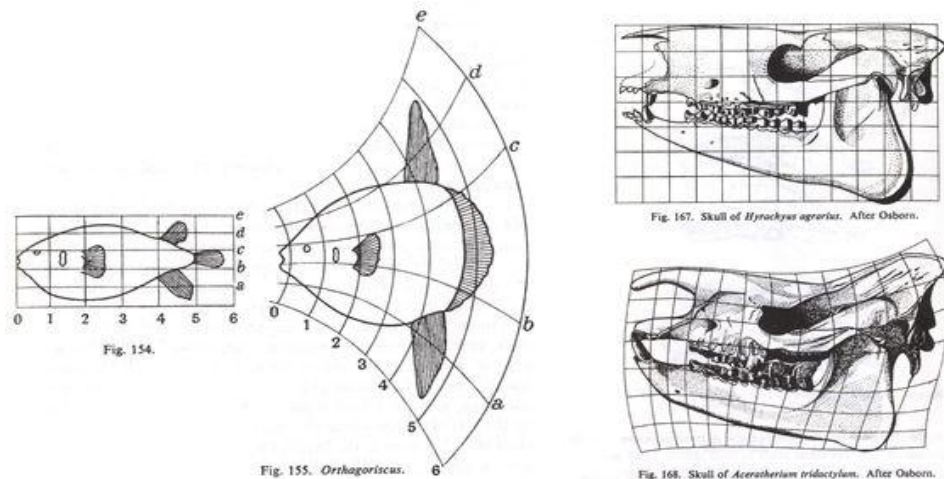 e
d
c
b
a
0 1 2 3 4 5 6
Fig. 154.
e
d
c
b
a
0
1
2
3
4
5
6
Fig. 155. Orthagoriscus.
Fig. 167. Skull of Hyrachyus agrarius. After Osborn.
Fig. 168. Skull of Aceratherium tridactylum. After Osborn.